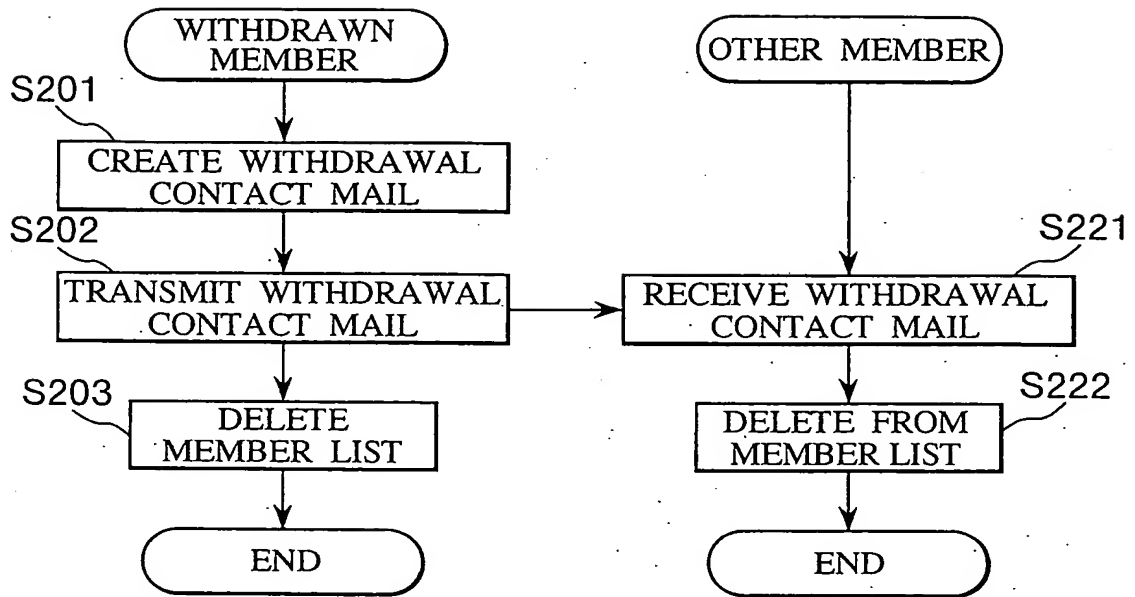 WITHDRAWN
MEMBER
S201
CREATE WITHDRAWAL
CONTACT MAIL
S202
TRANSMIT WITHDRAWAL
CONTACT MAIL
S203
DELETE
MEMBER LIST
END
OTHER MEMBER
S221
RECEIVE WITHDRAWAL
CONTACT MAIL
S222
DELETE FROM
MEMBER LIST
END